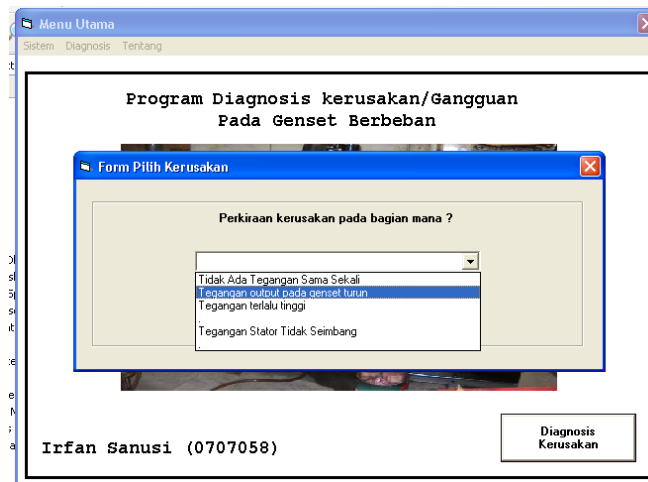 Menu Utama
Sistem Diagnosis Tentang
Program Diagnosis kerusakan/Gangguan
Pada Genset Berbeban
Form Pilih Kerusakan
Perkiraan kerusakan pada bagian mana ?
Tidak Ada Tegangan Sama Sekali
Tegangan output pada genset turun
Tegangan terlalu tinggi
.
Tegangan Stator Tidak Seimbang
.
Irfan Sanusi (0707058)
Diagnosis
Kerusakan